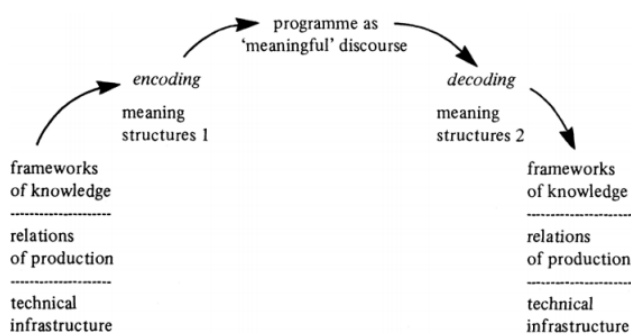 programme as
'meaningful' discourse
encoding
meaning
structures 1
decoding
meaning
structures 2
frameworks
of knowledge
relations
of production
technical
infrastructure
frameworks
of knowledge
relations
of production
technical
infrastructure